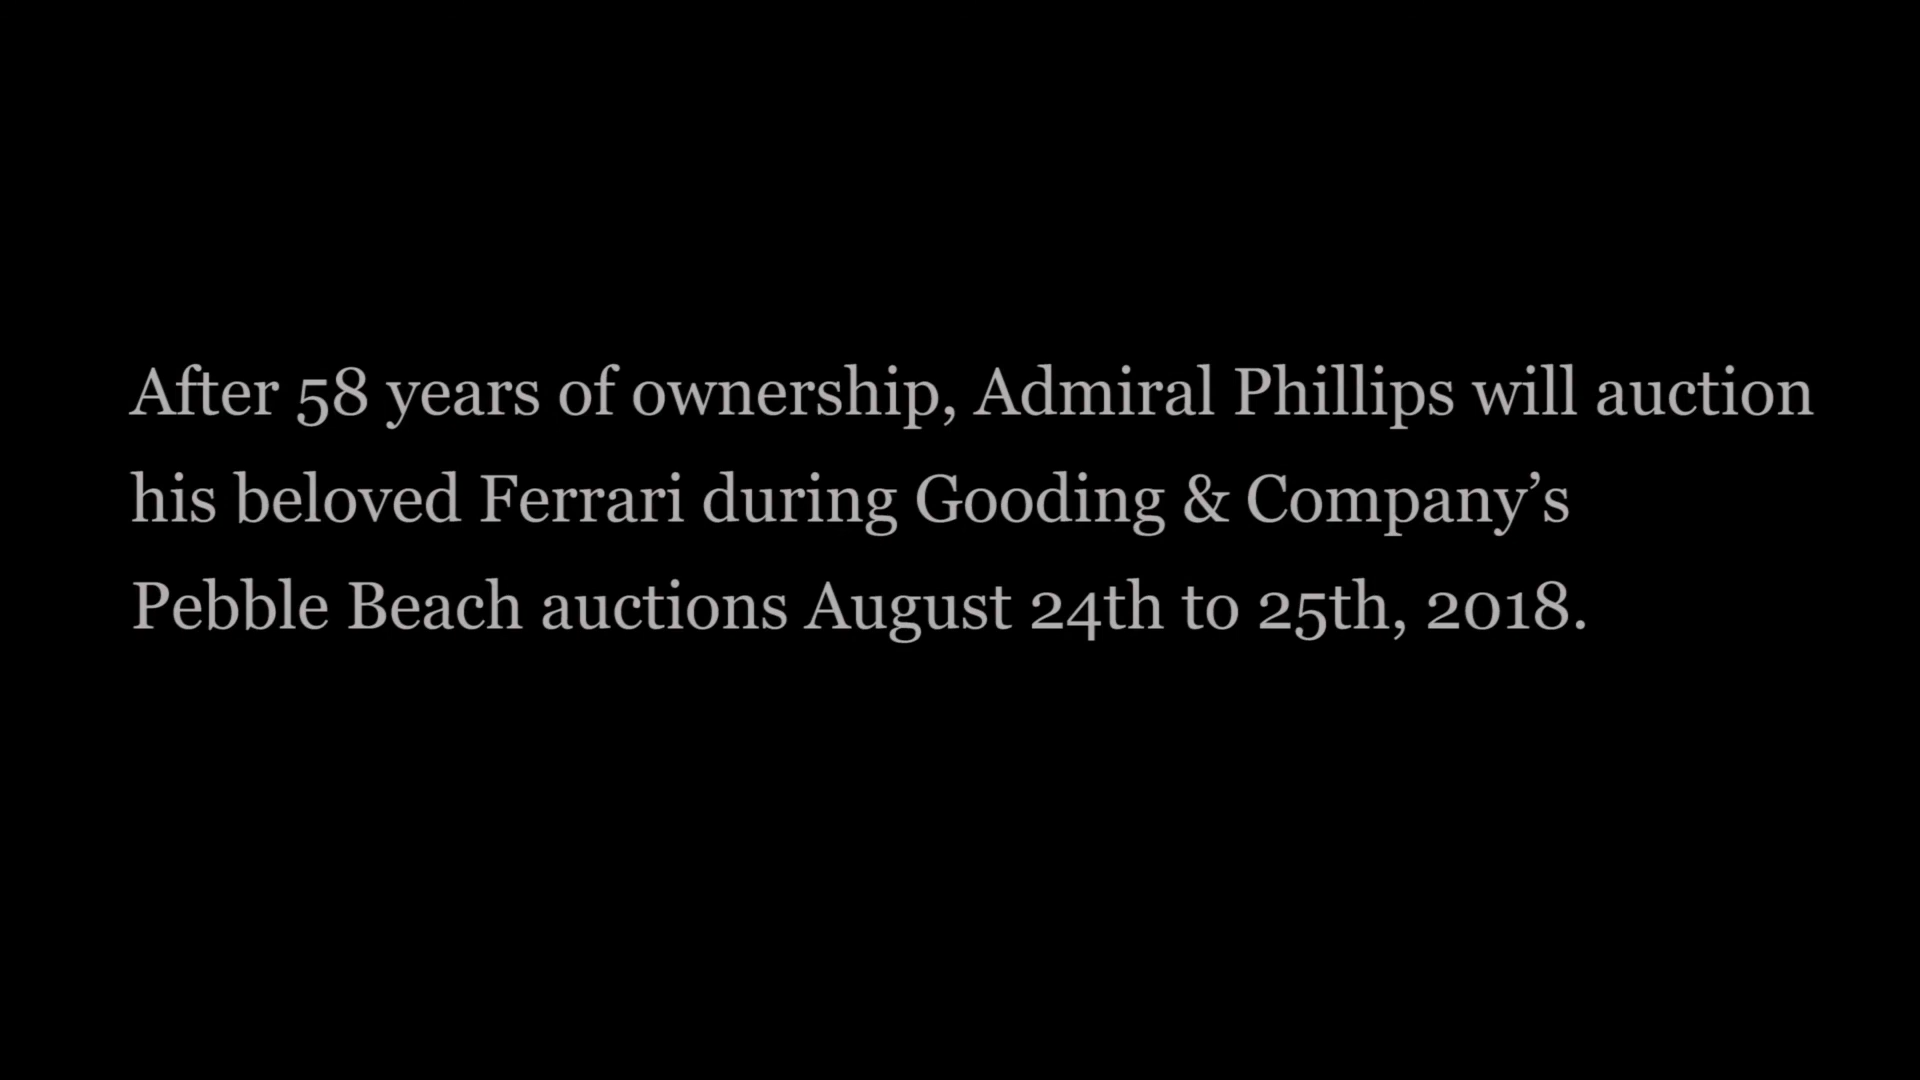 After 58 years of ownership, Admiral Phillips will auction
his beloved Ferrari during Gooding & Company’s
Pebble Beach auctions August 24th to 25th, 2018.